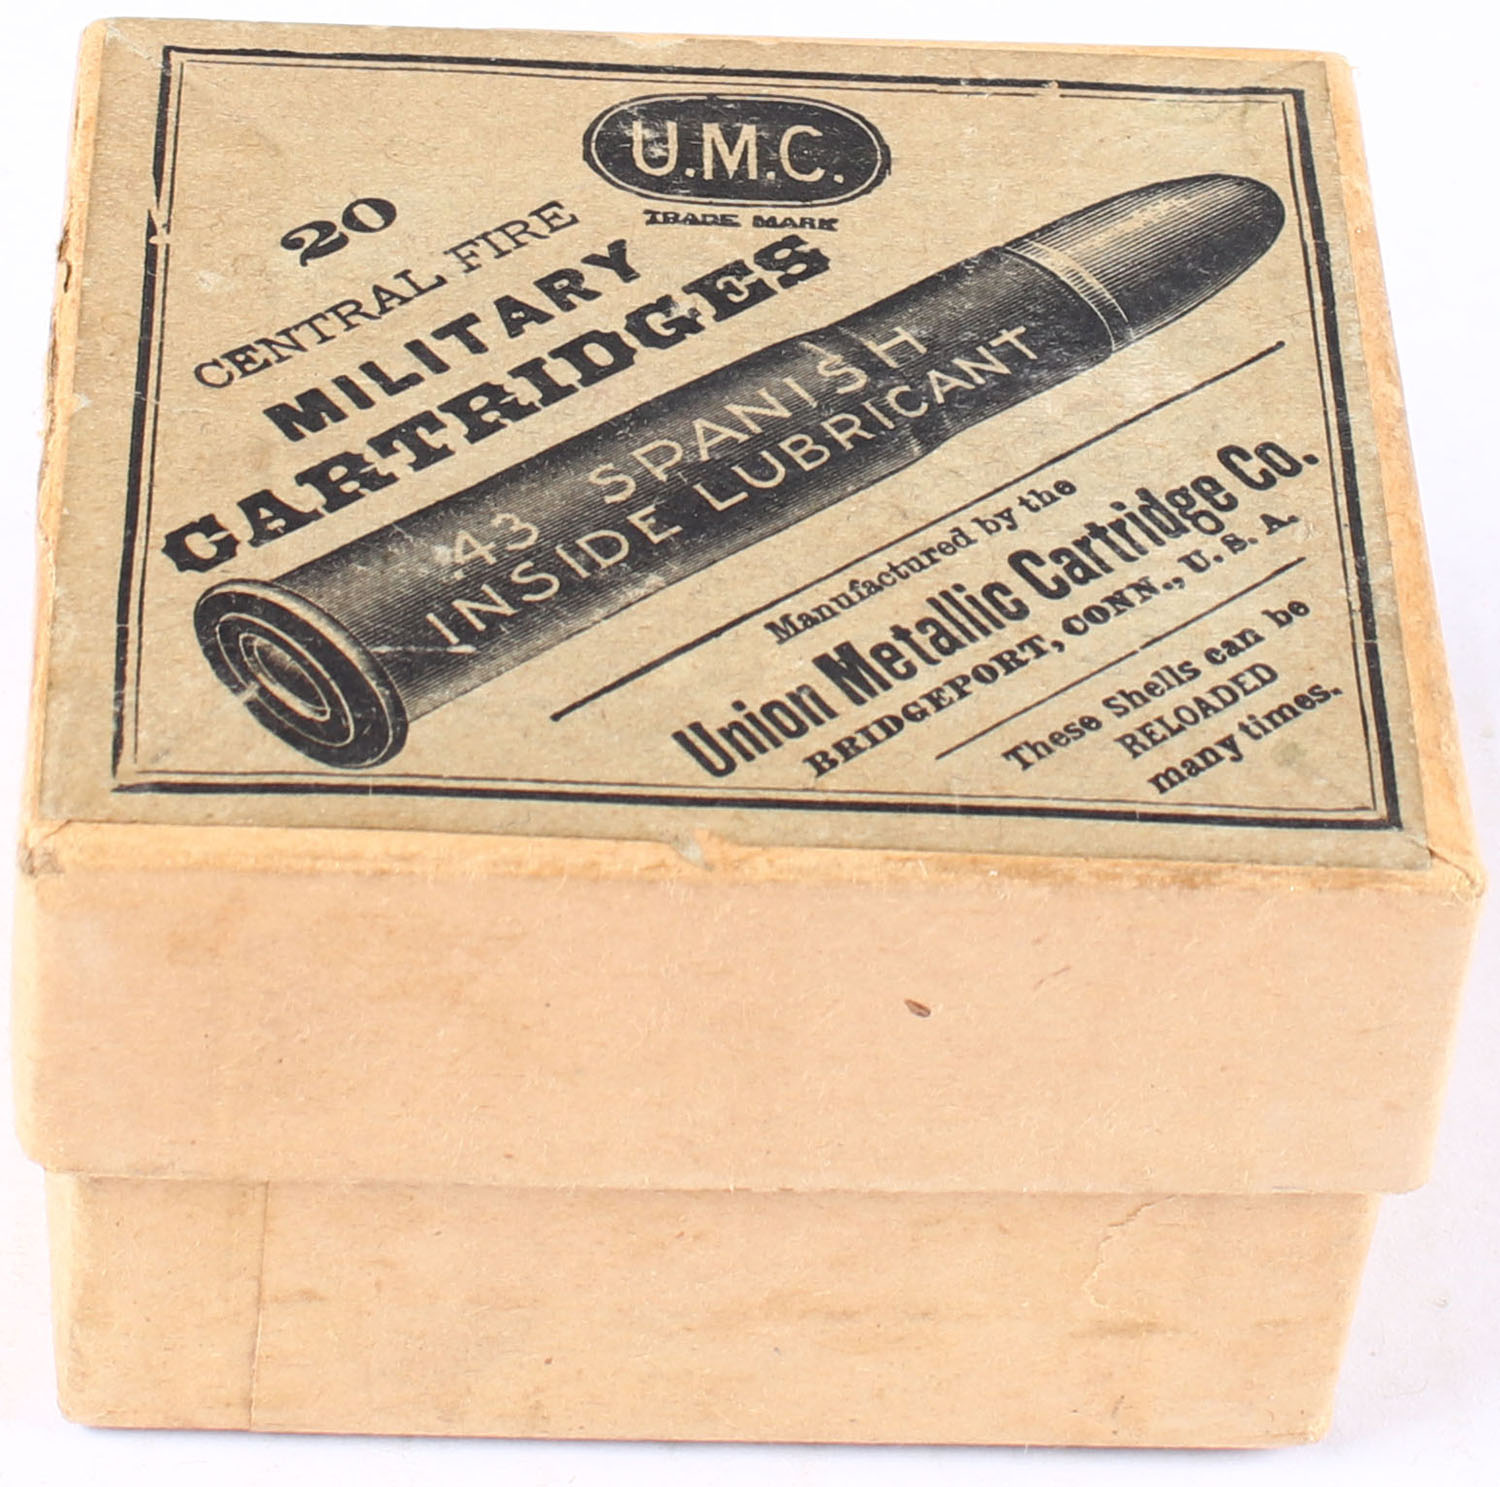 U.M.C.
TRADE MARK
20
CENTRAL FIRE
MILITARY
CARTRIDGES
.43 SPANISH
INSIDE LUBRICANT
Manufactured by the
Union Metallic Cartridge Co.
BRIDGEPORT, CONN., U.S.A.
These Shells can be
RELOADED
many times.